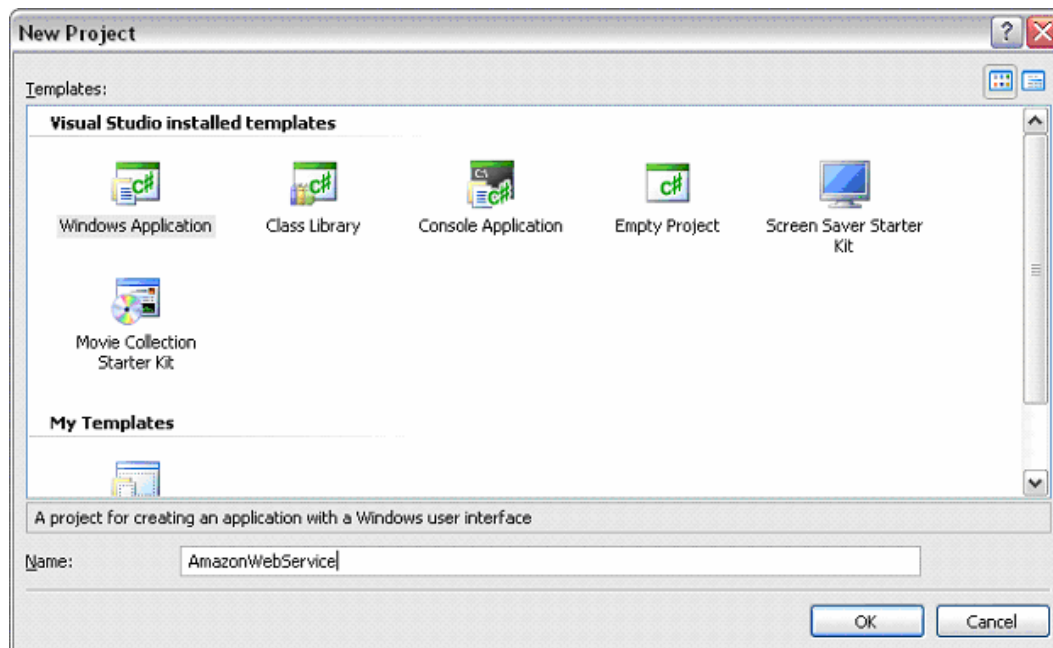 New Project
Templates:
Visual Studio installed templates
Windows Application
Class Library
Console Application
Empty Project
Screen Saver Starter
Kit
Movie Collection
Starter Kit
My Templates
A project for creating an application with a Windows user interface
Name:
AmazonWebService
OK
Cancel